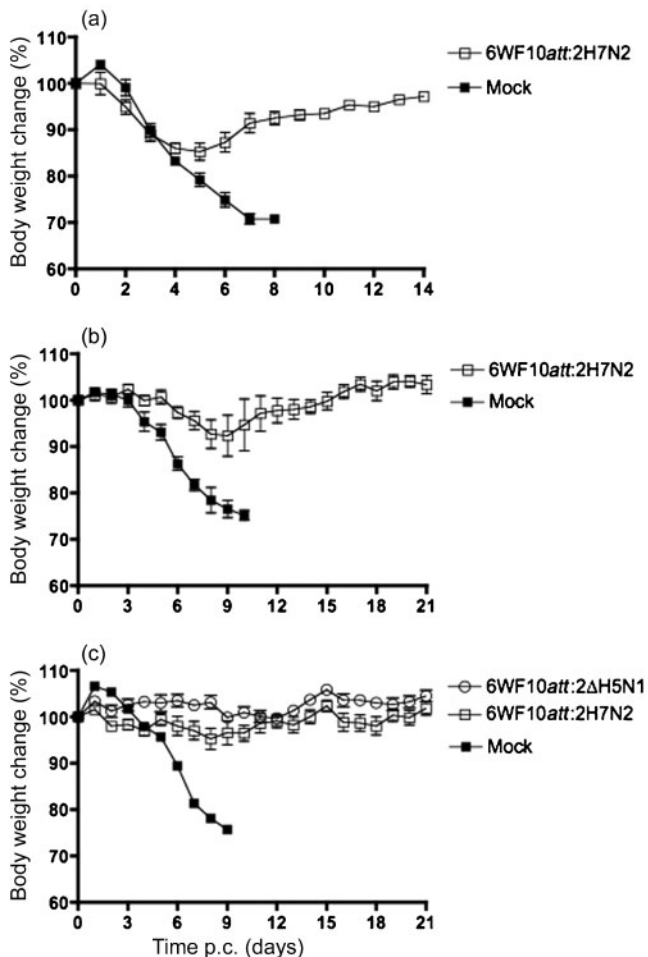 (a)
110
100
90
80
70
60
0 2 4 6 8 10 12 14
Body weight change (%)
6WF10att:2H7N2
Mock
(b)
110
100
90
80
70
60
0 3 6 9 12 15 18 21
Body weight change (%)
6WF10att:2H7N2
Mock
(c)
110
100
90
80
70
60
0 3 6 9 12 15 18 21
Body weight change (%)
6WF10att:2ΔH5N1
6WF10att:2H7N2
Mock
Time p.c. (days)